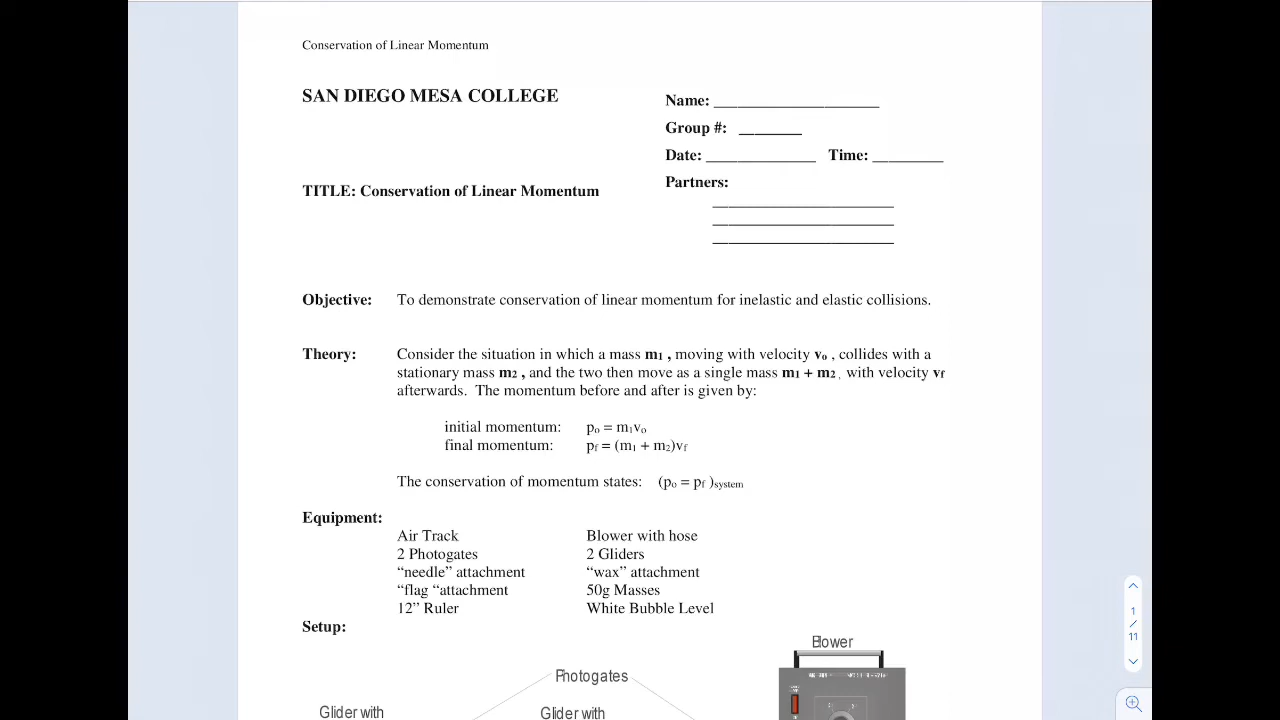 Conservation of Linear Momentum
SAN DIEGO MESA COLLEGE
Name: _____________________
Group #: ________
Date: ______________ Time: _________
Partners:
TITLE: Conservation of Linear Momentum
_______________________
_______________________
_______________________
Objective: To demonstrate conservation of linear momentum for inelastic and elastic collisions.
Theory: Consider the situation in which a mass m1 , moving with velocity vo , collides with a
stationary mass m2 , and the two then move as a single mass m1 + m2 , with velocity vf
afterwards. The momentum before and after is given by:
initial momentum: po = m1vo
final momentum: pf = (m1 + m2)vf
The conservation of momentum states: (po = pf )system
Equipment:
Air Track Blower with hose
2 Photogates 2 Gliders
“needle” attachment “wax” attachment
“flag “attachment 50g Masses
12” Ruler White Bubble Level
Setup:
Blower
Photogates
Glider with Glider with
1
/
11